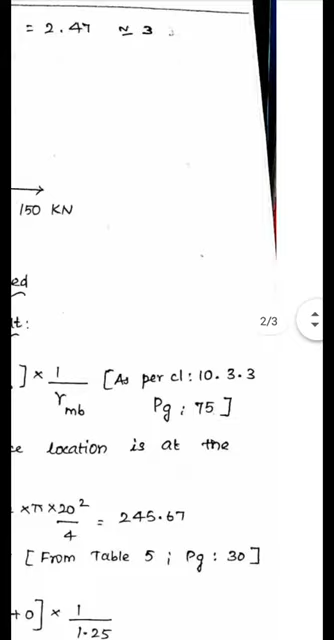 = 2.47 ≃ 3
150 KN
ed
t:
2/3
] × 1/γmb [As per cl: 10.3.3
Pg: 75]
ce location is at the
×π×20²/4 = 245.67
[From Table 5; Pg: 30]
+0] × 1/1.25